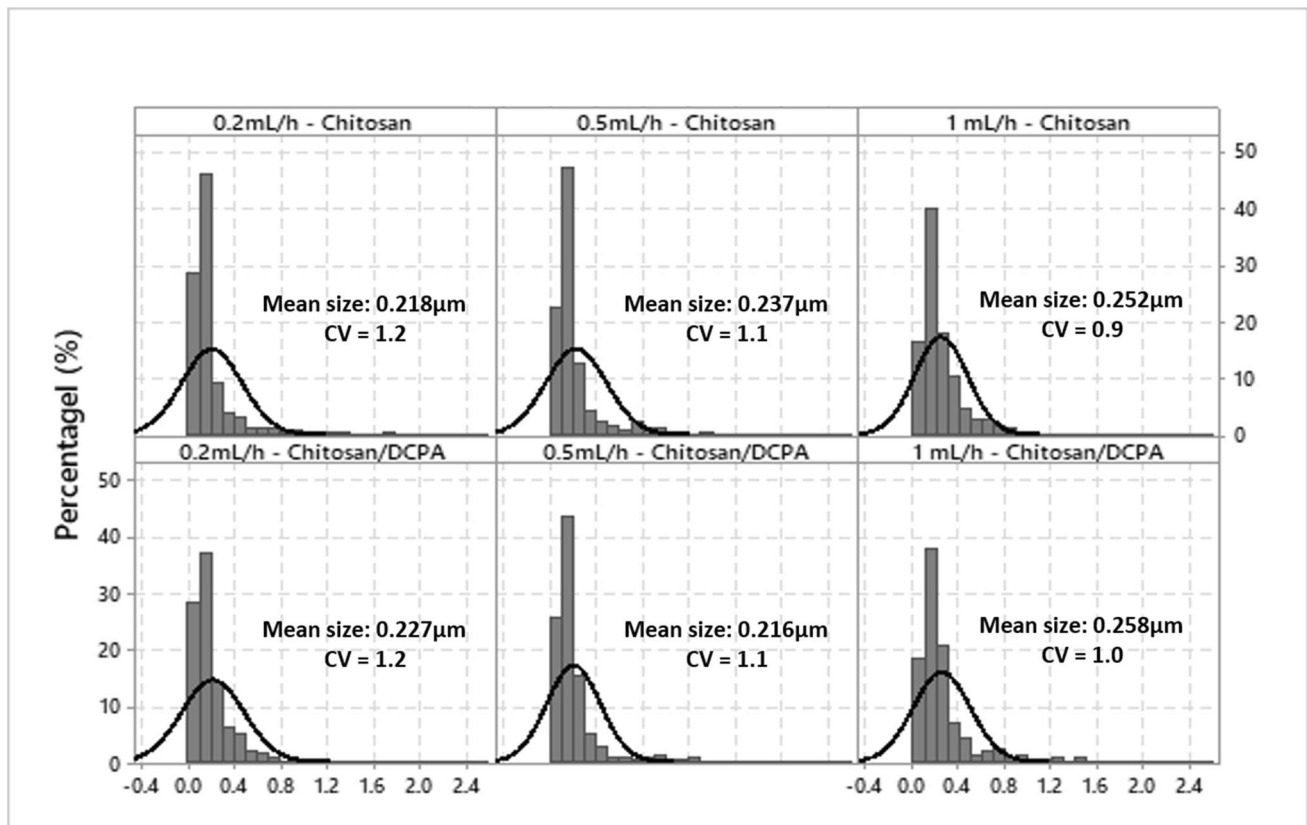 0.2mL/h - Chitosan
0.5mL/h - Chitosan
1 mL/h - Chitosan
50
40
30
20
10
0
Mean size: 0.218µm
CV = 1.2
Mean size: 0.237µm
CV = 1.1
Mean size: 0.252µm
CV = 0.9
Percentagel (%)
0.2mL/h - Chitosan/DCPA
0.5mL/h - Chitosan/DCPA
1 mL/h - Chitosan/DCPA
50
40
30
20
10
0
Mean size: 0.227µm
CV = 1.2
Mean size: 0.216µm
CV = 1.1
Mean size: 0.258µm
CV = 1.0
-0.4 0.0 0.4 0.8 1.2 1.6 2.0 2.4
-0.4 0.0 0.4 0.8 1.2 1.6 2.0 2.4